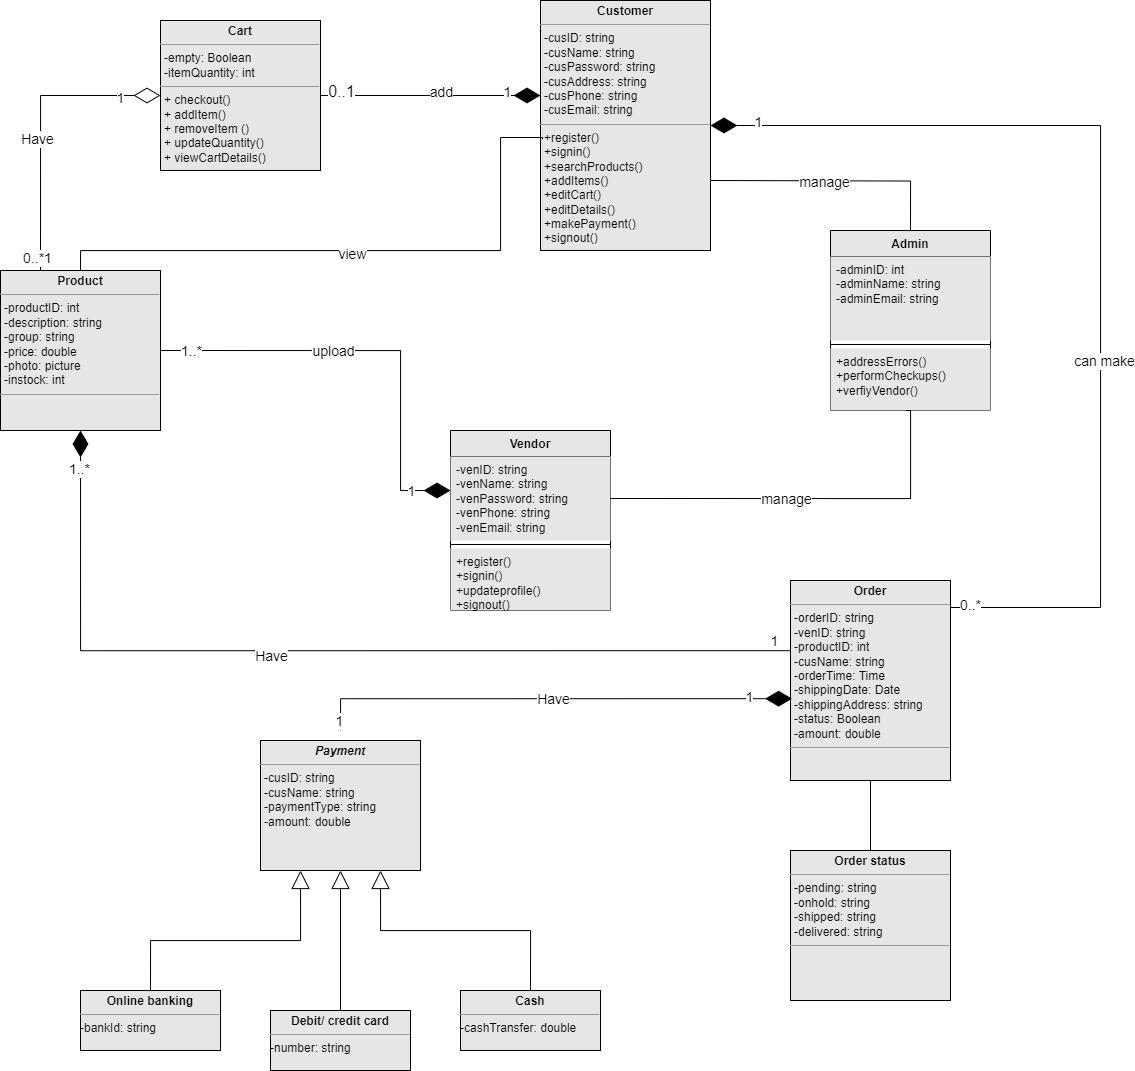 Cart
-empty: Boolean
-itemQuantity: int
+ checkout()
+ addItem()
+ removeItem ()
+ updateQuantity()
+ viewCartDetails()
Customer
-cusID: string
-cusName: string
-cusPassword: string
-cusAddress: string
-cusPhone: string
-cusEmail: string
+register()
+signin()
+searchProducts()
+addItems()
+editCart()
+editDetails()
+makePayment()
+signout()
0..1
add
1
1
Have
0..*1
view
1
manage
can make
0..*
Admin
-adminID: int
-adminName: string
-adminEmail: string
+addressErrors()
+performCheckups()
+verfiyVendor()
Product
-productID: int
-description: string
-group: string
-price: double
-photo: picture
-instock: int
1..*
upload
1
1..*
Have
1
Vendor
-venID: string
-venName: string
-venPassword: string
-venPhone: string
-venEmail: string
+register()
+signin()
+updateprofile()
+signout()
manage
Order
-orderID: string
-venID: string
-productID: int
-cusName: string
-orderTime: Time
-shippingDate: Date
-shippingAddress: string
-status: Boolean
-amount: double
1
Have
1
Payment
-cusID: string
-cusName: string
-paymentType: string
-amount: double
Order status
-pending: string
-onhold: string
-shipped: string
-delivered: string
Online banking
-bankId: string
Debit/ credit card
-number: string
Cash
-cashTransfer: double